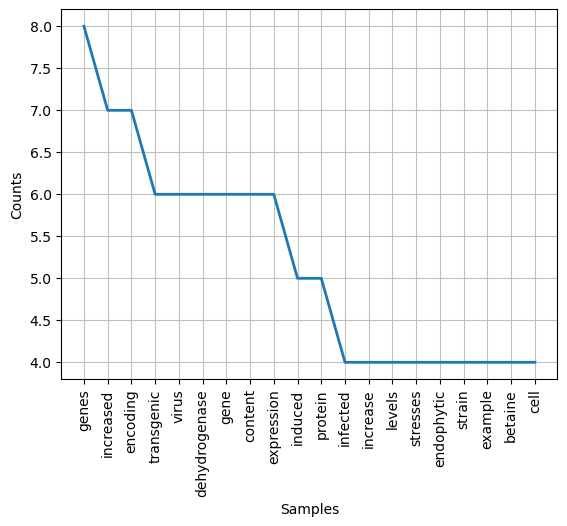 8.0
7.5
7.0
6.5
6.0
5.5
5.0
4.5
4.0
Counts
genes
increased
encoding
transgenic
virus
dehydrogenase
gene
content
expression
induced
protein
infected
increase
levels
stresses
endophytic
strain
example
betaine
cell
Samples